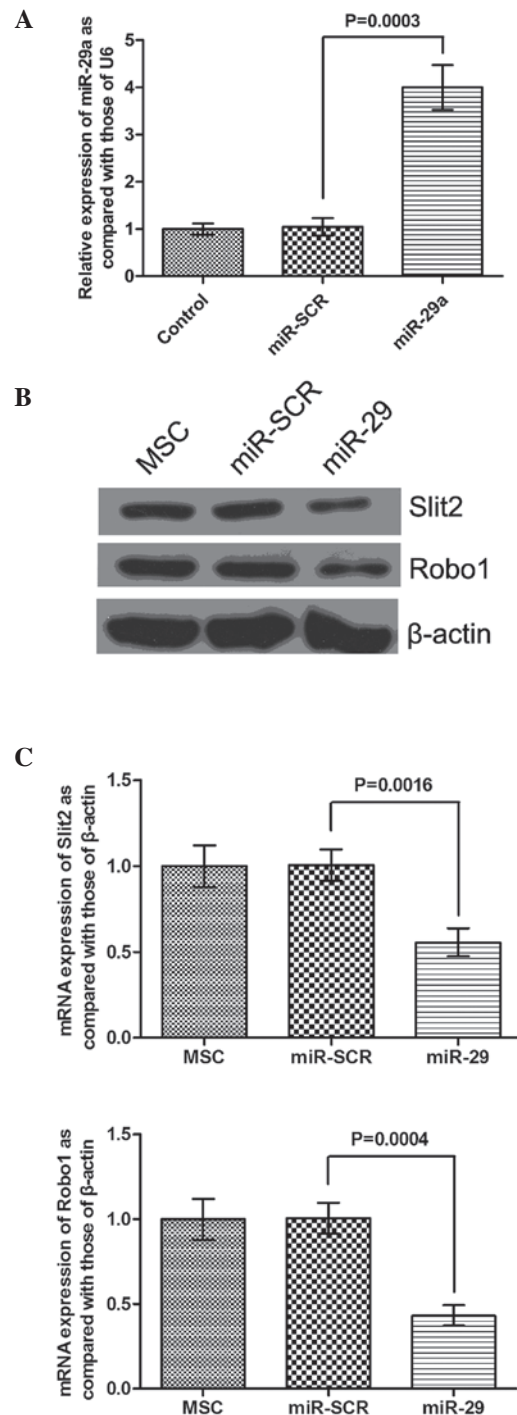 A
Relative expression of miR-29a as
compared with those of U6
P=0.0003
5
4
3
2
1
0
Control
miR-SCR
miR-29a
B
MSC
miR-SCR
miR-29
Slit2
Robo1
β-actin
C
mRNA expression of Slit2 as
compared with those of β-actin
P=0.0016
1.5
1.0
0.5
0.0
MSC
miR-SCR
miR-29
mRNA expression of Robo1 as
compared with those of β-actin
P=0.0004
1.5
1.0
0.5
0.0
MSC
miR-SCR
miR-29